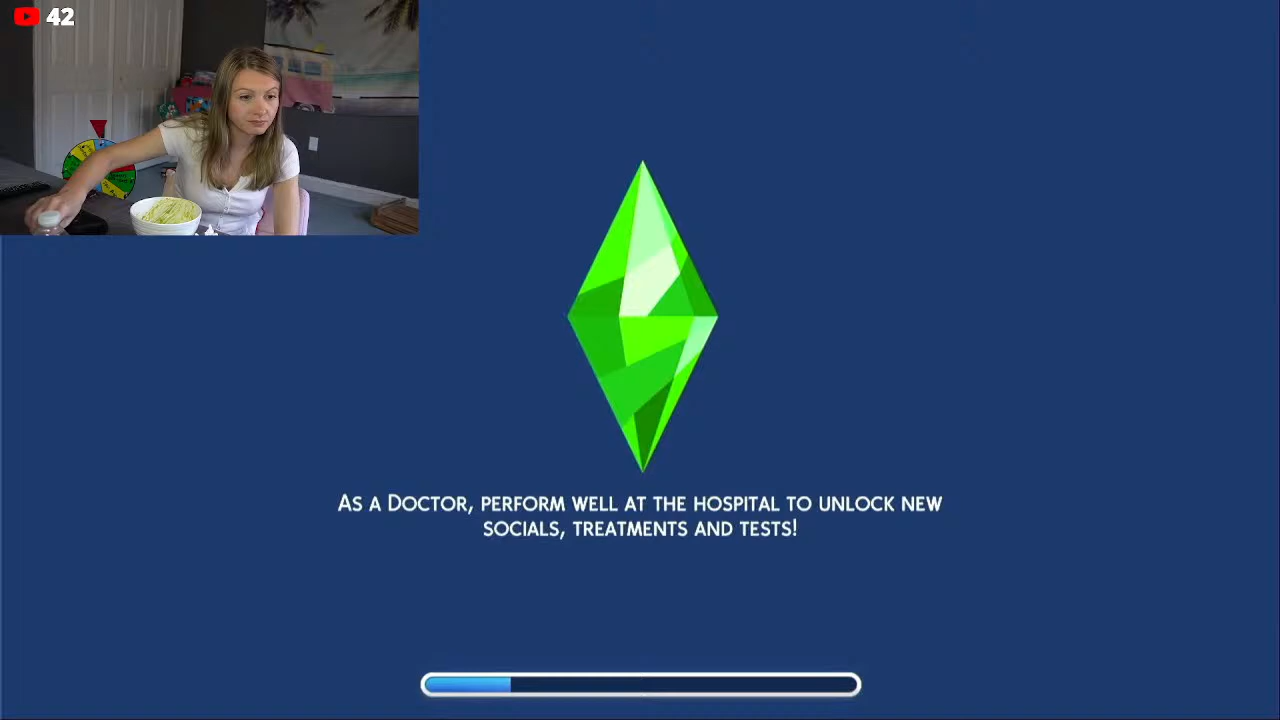 42
As a Doctor, perform well at the hospital to unlock new
socials, treatments and tests!